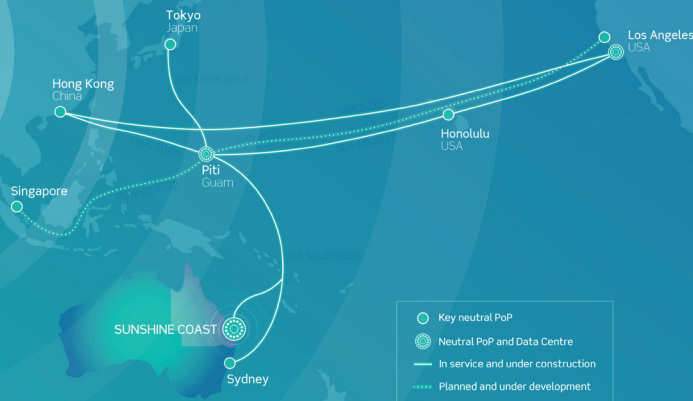 Tokyo
Japan
Los Angeles
USA
Hong Kong
China
Honolulu
USA
Piti
Guam
Singapore
SUNSHINE COAST
Sydney
Key neutral PoP
Neutral PoP and Data Centre
In service and under construction
Planned and under development